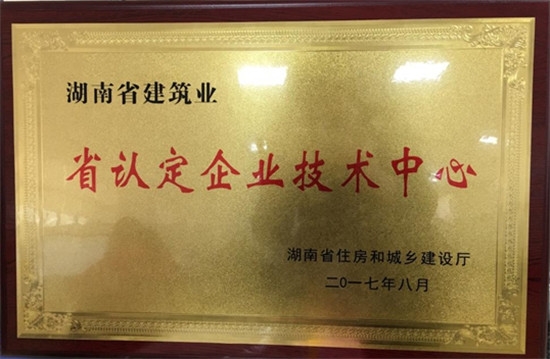 湖南省建筑业
省认定企业技术中心
湖南省住房和城乡建设厅
二0一七年八月